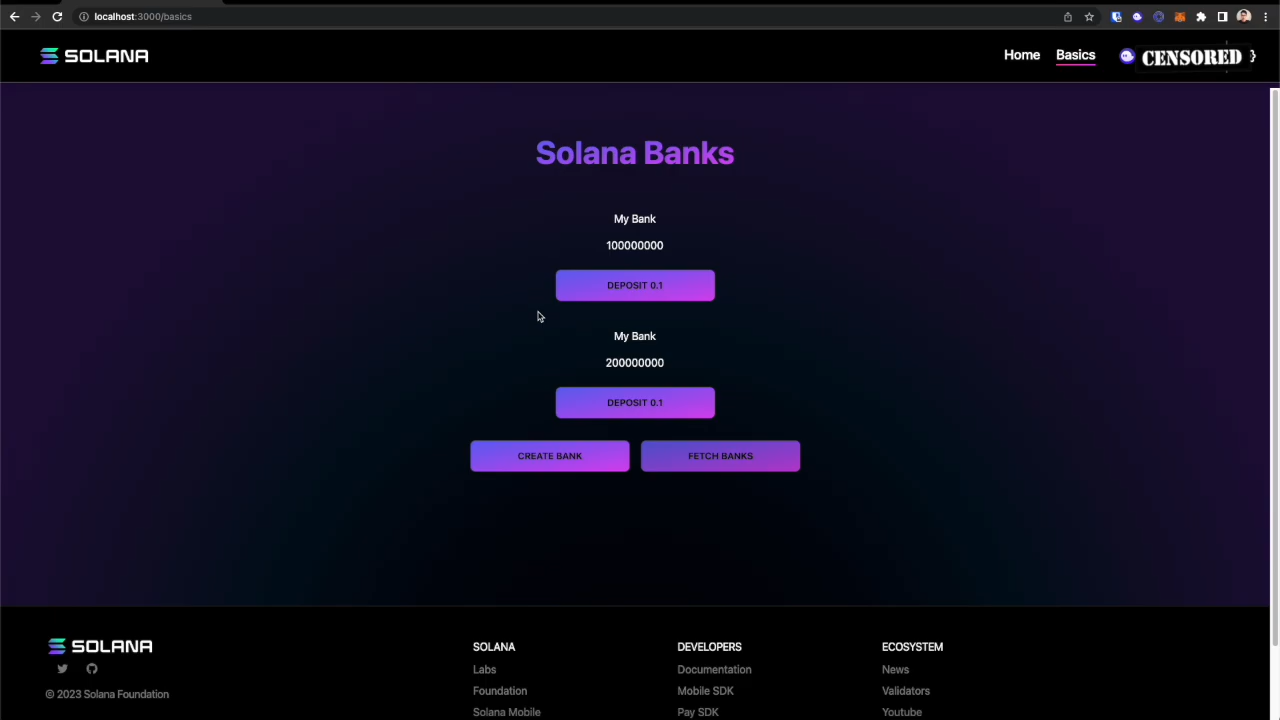 localhost:3000/basics
SOLANA
Home Basics CENSORED }
Solana Banks
My Bank
100000000
DEPOSIT 0.1
My Bank
200000000
DEPOSIT 0.1
CREATE BANK FETCH BANKS
SOLANA
© 2023 Solana Foundation
SOLANA
Labs
Foundation
Solana Mobile
DEVELOPERS
Documentation
Mobile SDK
Pay SDK
ECOSYSTEM
News
Validators
Youtube